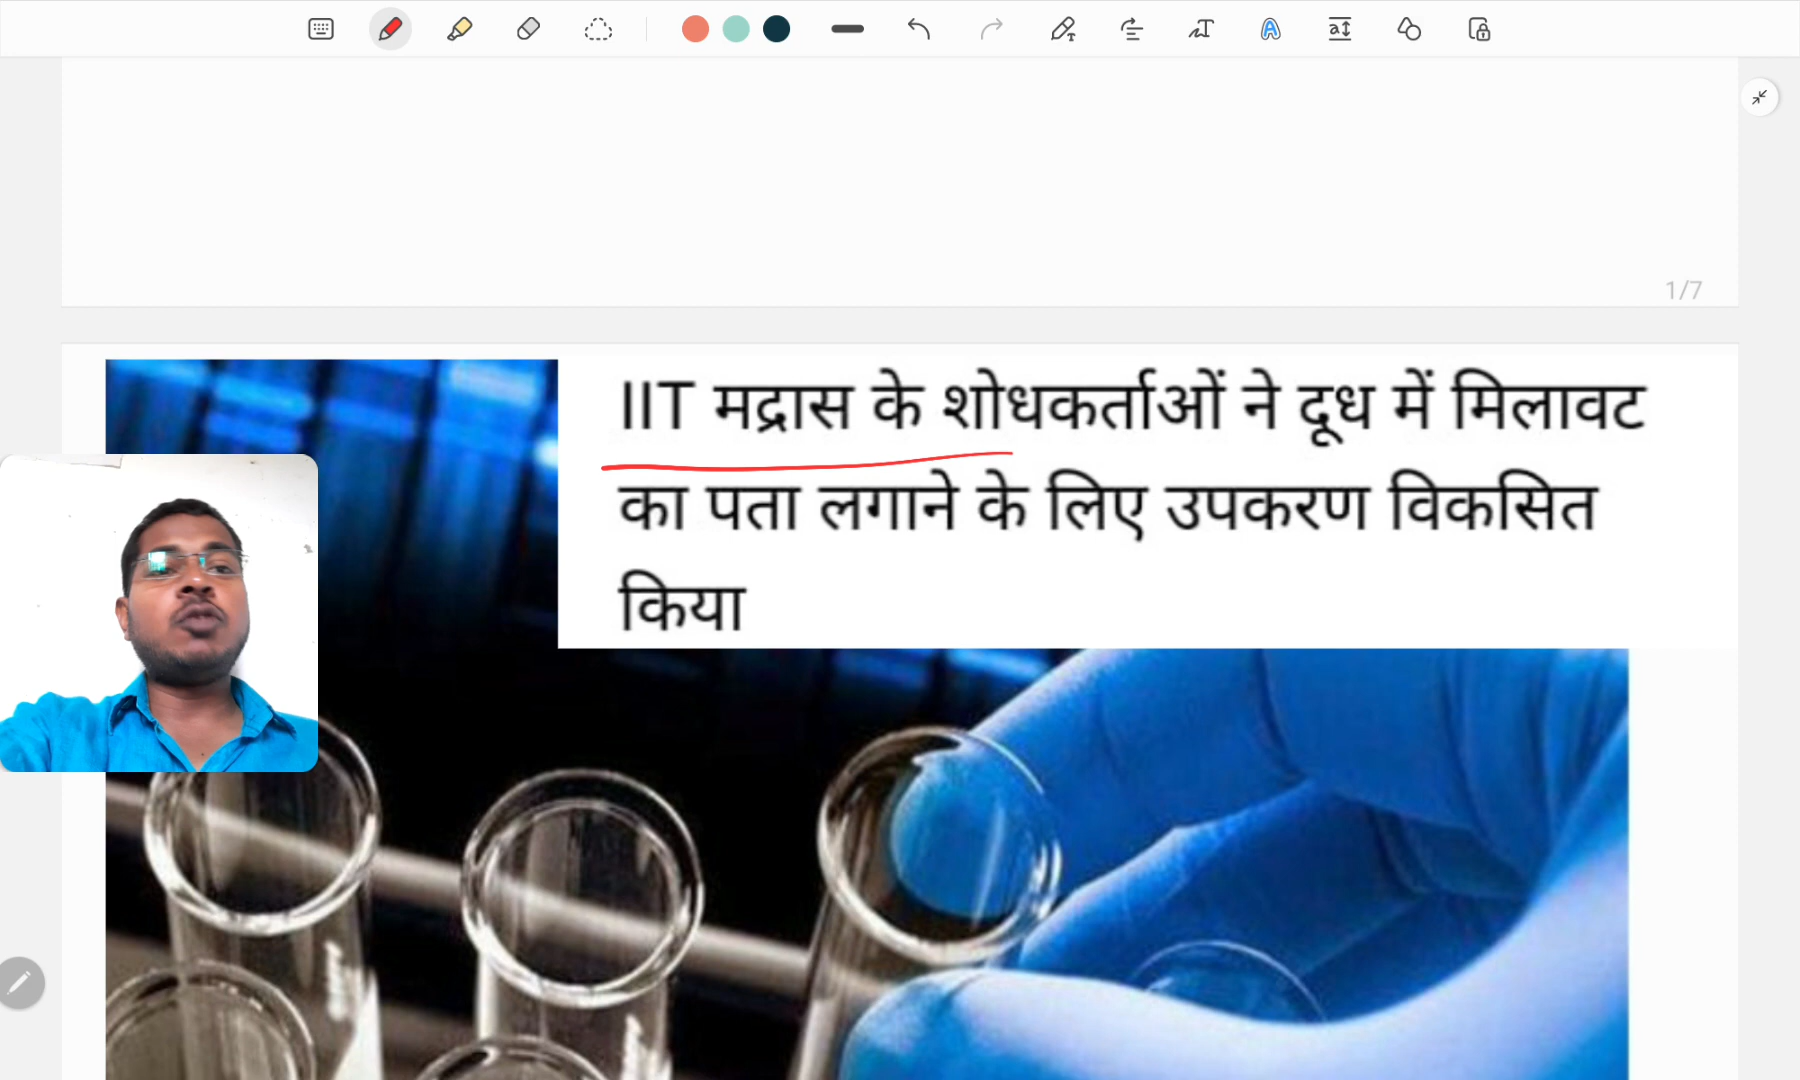 1/7
IIT मद्रास के शोधकर्ताओं ने दूध में मिलावट
का पता लगाने के लिए उपकरण विकसित
किया